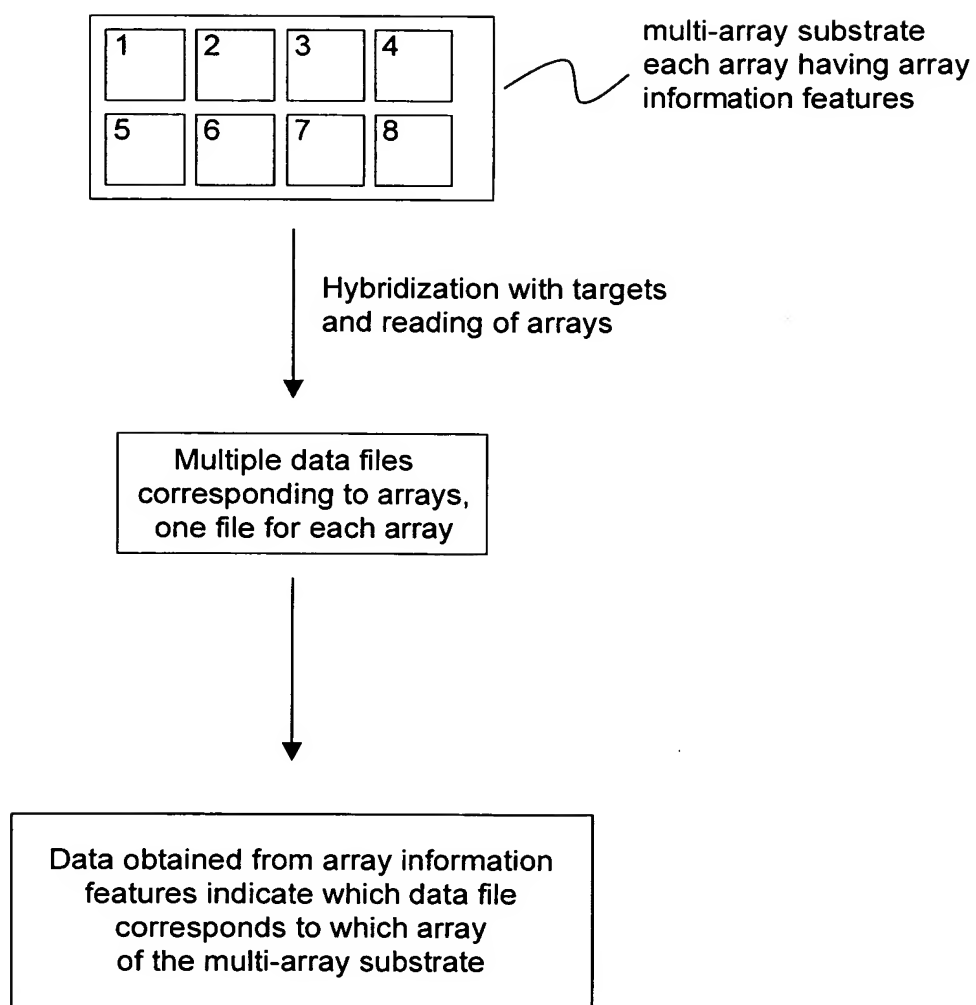 1 2 3 4
5 6 7 8
multi-array substrate
each array having array
information features
Hybridization with targets
and reading of arrays
Multiple data files
corresponding to arrays,
one file for each array
Data obtained from array information
features indicate which data file
corresponds to which array
of the multi-array substrate